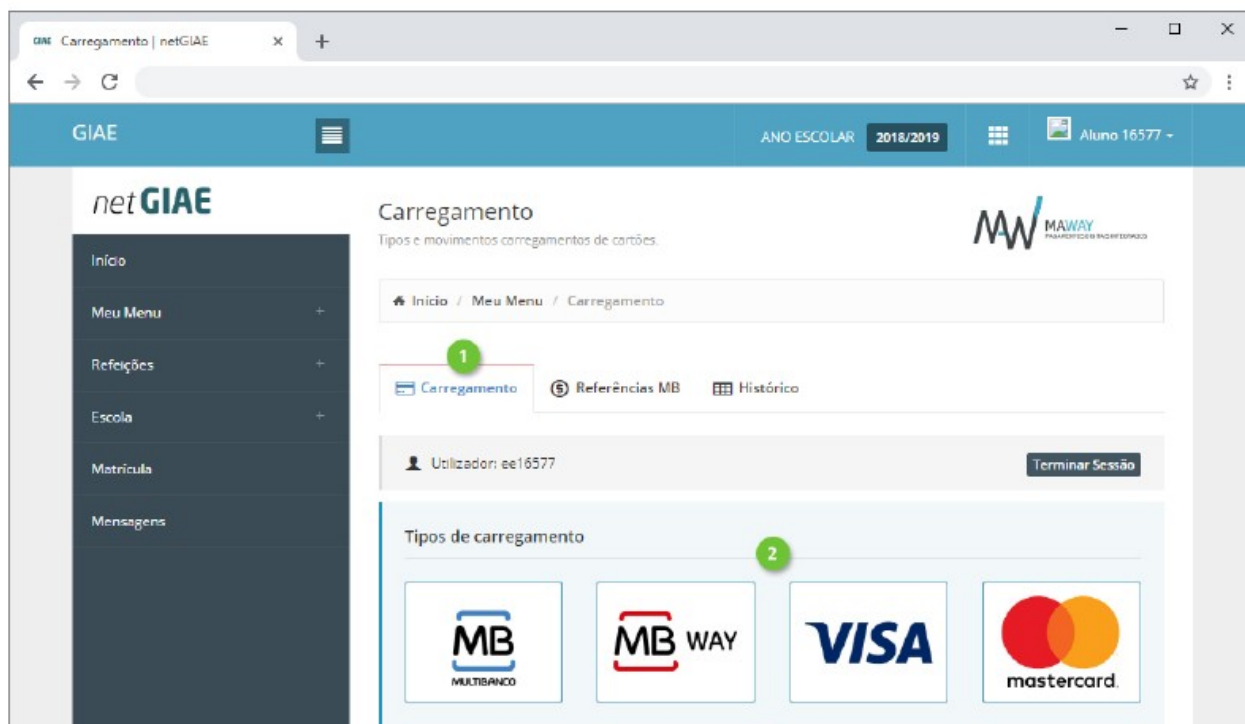 GIAE Carregamento | netGIAE
GIAE
ANO ESCOLAR 2018/2019
Aluno 16577
netGIAE
Carregamento
Tipos e movimentos carregamentos de cartões.
MAWAY
Início
Início / Meu Menu / Carregamento
Meu Menu +
1
Refeições +
Carregamento Referências MB Histórico
Escola +
Utilizador: ee16577 Terminar Sessão
Matrícula
Mensagens
Tipos de carregamento
2
MB MULTIBANCO
MB WAY
VISA
mastercard.